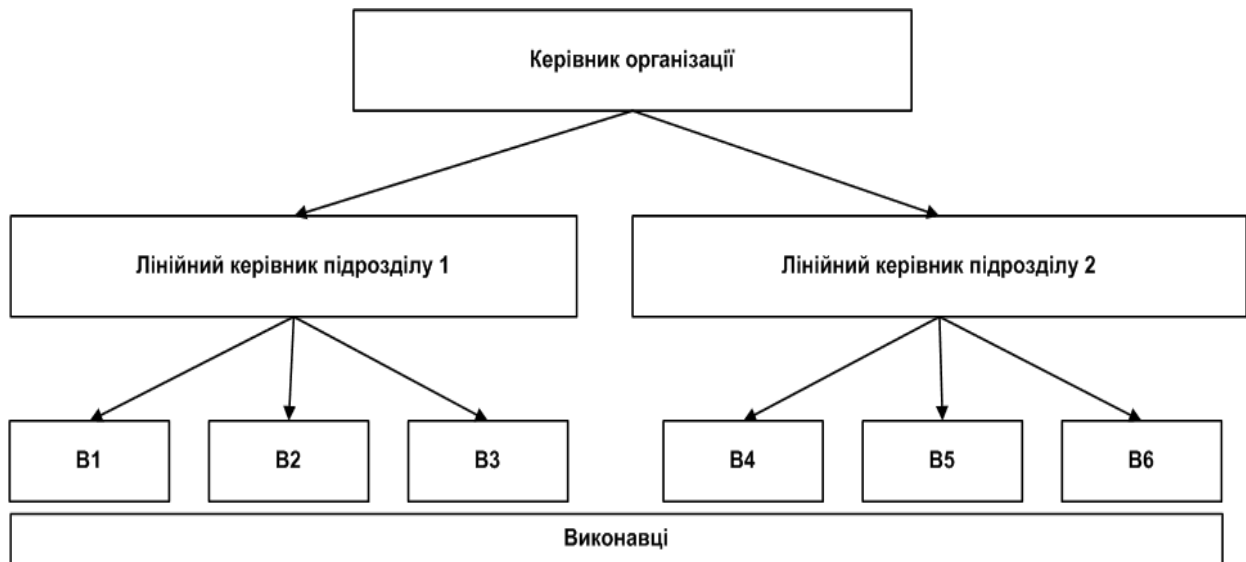 Керівник організації
Лінійний керівник підрозділу 1
Лінійний керівник підрозділу 2
В1
В2
В3
В4
В5
В6
Виконавці